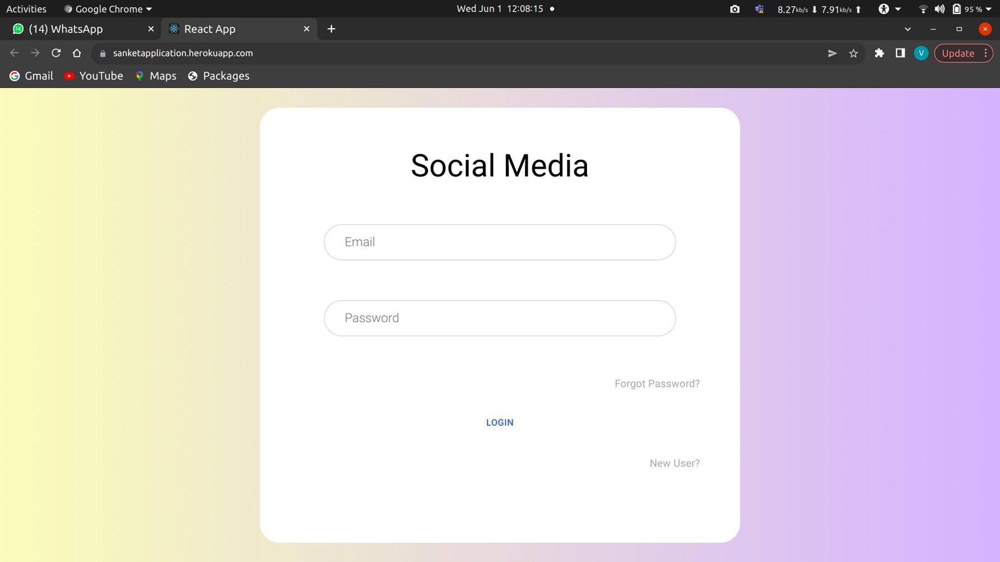 Activities Google Chrome Wed Jun 1 12:08:15 8.27kb/s 7.91kb/s 95 %
14 (14) WhatsApp React App
sanketapplication.herokuapp.com V Update
Gmail YouTube Maps Packages
Social Media
Email
Password
Forgot Password?
LOGIN
New User?